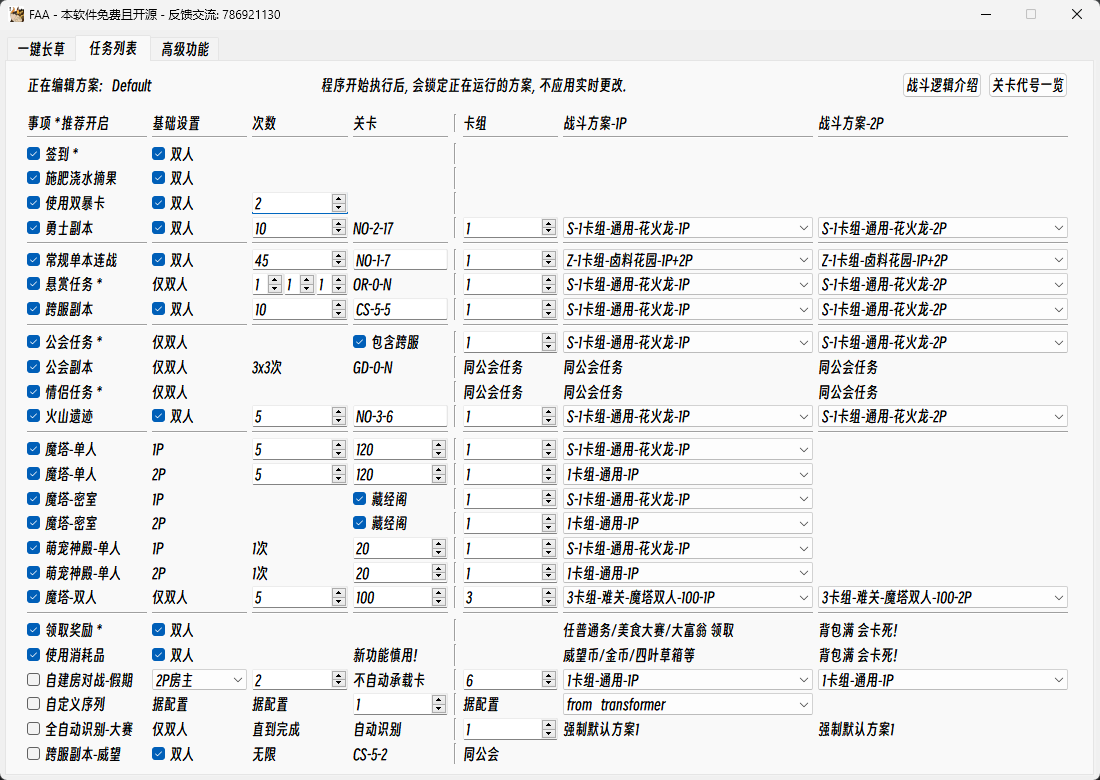 FAA - 本软件免费且开源 - 反馈交流: 786921130
一键长草 任务列表 高级功能
正在编辑方案: Default 程序开始执行后, 会锁定正在运行的方案, 不应用实时更改. 战斗逻辑介绍 关卡代号一览
事项 *推荐开启 基础设置 次数 关卡 卡组 战斗方案-1P 战斗方案-2P
签到 * 双人
施肥浇水摘果 双人
使用双暴卡 双人 2
勇士副本 双人 10 NO-2-17 1 S-1卡组-通用-花火龙-1P S-1卡组-通用-花火龙-2P
常规单本连战 双人 45 NO-1-7 1 Z-1卡组-卤料花园-1P+2P Z-1卡组-卤料花园-1P+2P
悬赏任务 * 仅双人 1 1 1 OR-0-N 1 S-1卡组-通用-花火龙-1P S-1卡组-通用-花火龙-2P
跨服副本 双人 10 CS-5-5 1 S-1卡组-通用-花火龙-1P S-1卡组-通用-花火龙-2P
公会任务 * 仅双人 包含跨服 1 S-1卡组-通用-花火龙-1P S-1卡组-通用-花火龙-2P
公会副本 仅双人 3x3次 GD-0-N 同公会任务 同公会任务 同公会任务
情侣任务 * 仅双人 同公会任务 同公会任务 同公会任务
火山遗迹 双人 5 NO-3-6 1 S-1卡组-通用-花火龙-1P S-1卡组-通用-花火龙-2P
魔塔-单人 1P 5 120 1 S-1卡组-通用-花火龙-1P
魔塔-单人 2P 5 120 1 1卡组-通用-1P
魔塔-密室 1P 藏经阁 1 S-1卡组-通用-花火龙-1P
魔塔-密室 2P 藏经阁 1 1卡组-通用-1P
萌宠神殿-单人 1P 1次 20 1 S-1卡组-通用-花火龙-1P
萌宠神殿-单人 2P 1次 20 1 1卡组-通用-1P
魔塔-双人 仅双人 5 100 3 3卡组-难关-魔塔双人-100-1P 3卡组-难关-魔塔双人-100-2P
领取奖励 * 双人 任普通务/美食大赛/大富翁 领取 背包满 会卡死!
使用消耗品 双人 新功能慎用! 威望币/金币/四叶草箱等 背包满 会卡死!
自建房对战-假期 2P房主 2 不自动承载卡 6 1卡组-通用-1P 1卡组-通用-1P
自定义序列 据配置 据配置 1 据配置 from transformer
全自动识别-大赛 仅双人 直到完成 自动识别 1 强制默认方案1 强制默认方案1
跨服副本-威望 双人 无限 CS-5-2 同公会